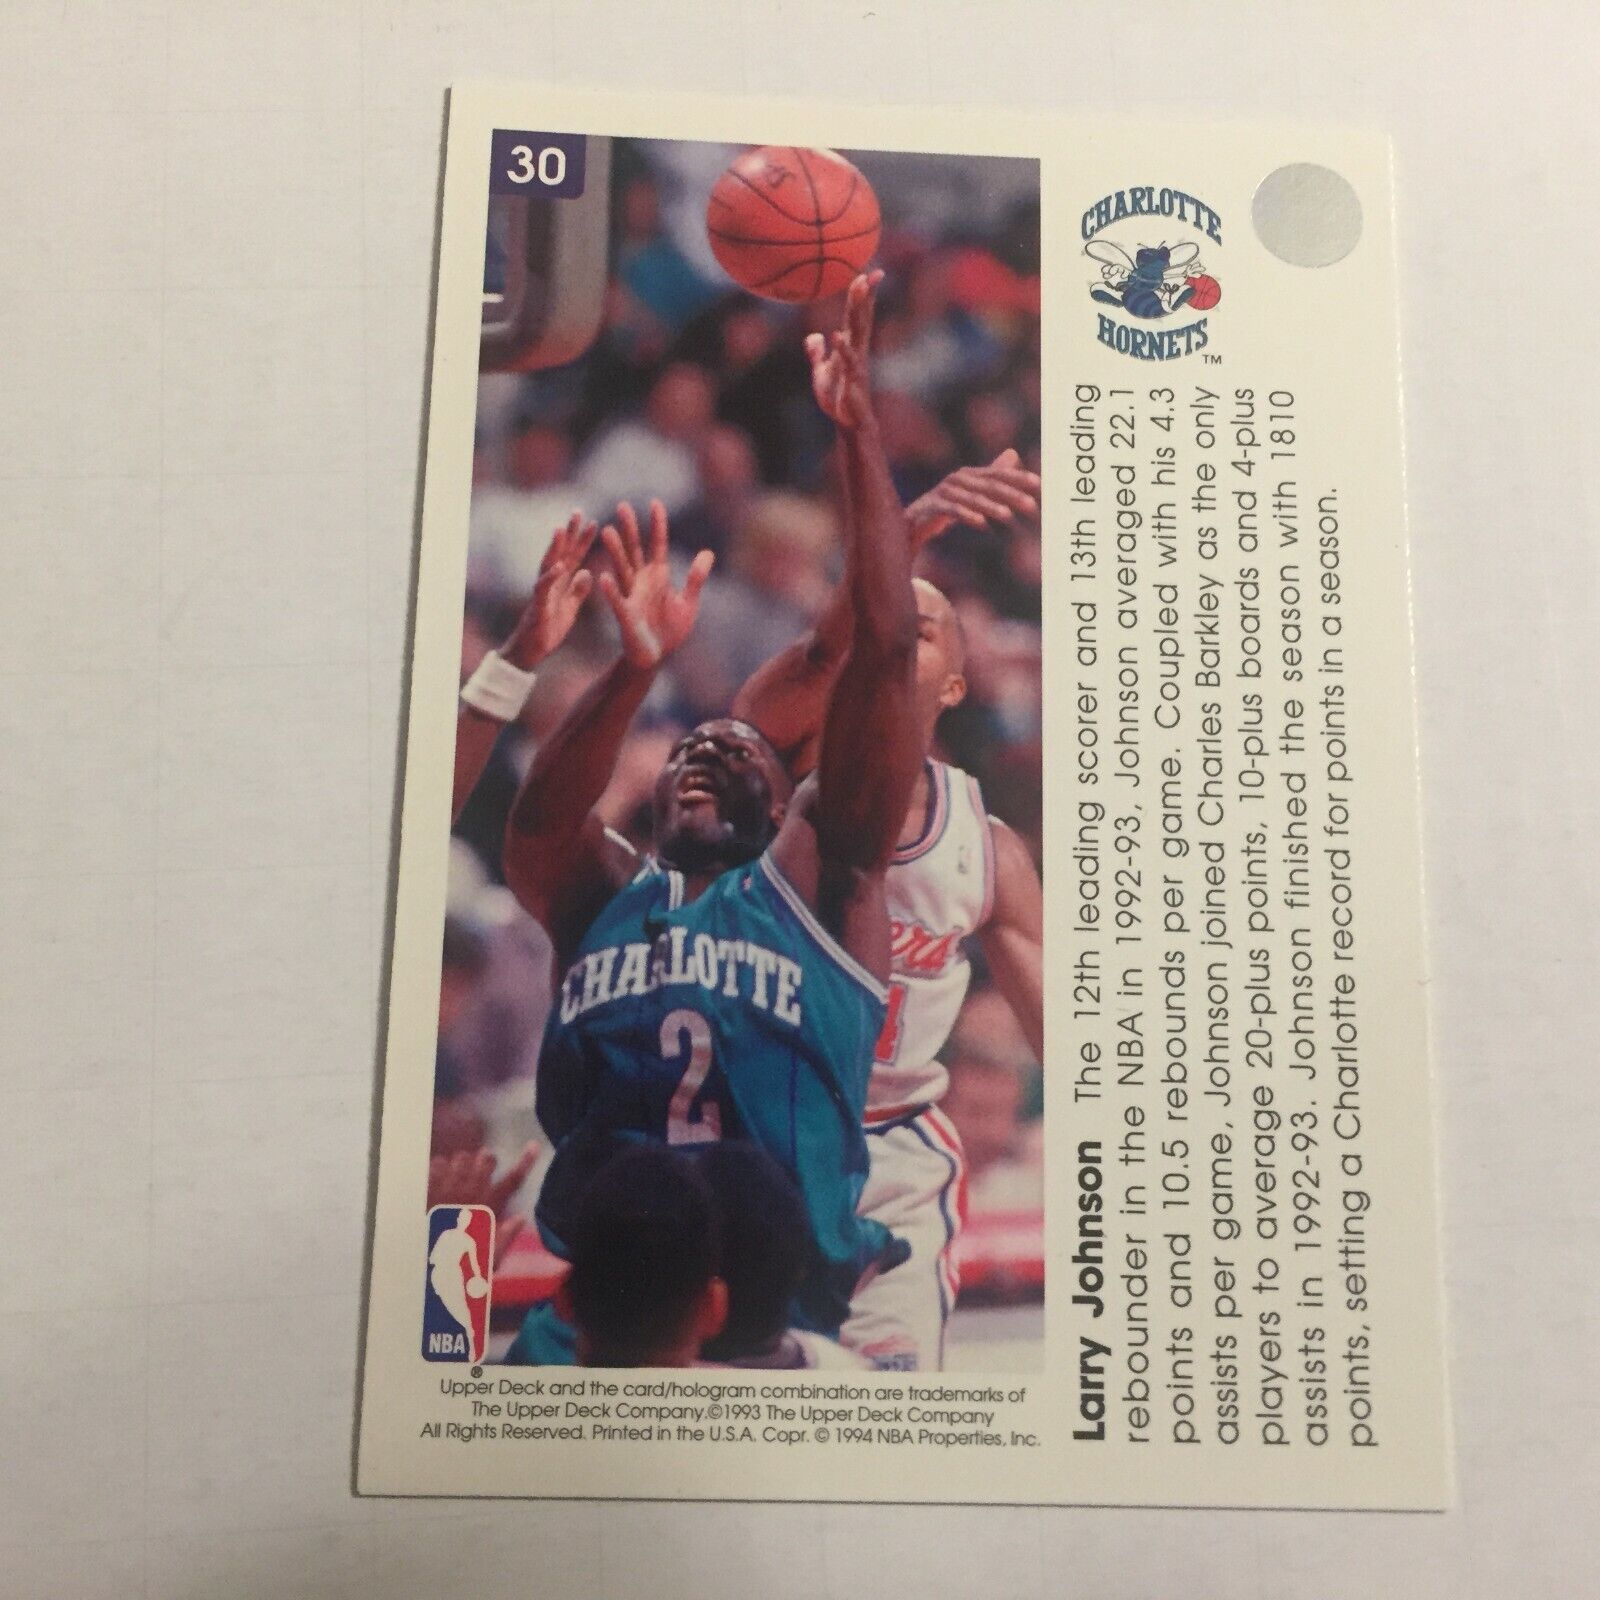 30
CHARLOTTE
HORNETS
TM
Larry Johnson The 12th leading scorer and 13th leading
rebounder in the NBA in 1992-93, Johnson averaged 22.1
points and 10.5 rebounds per game. Coupled with his 4.3
assists per game, Johnson joined Charles Barkley as the only
players to average 20-plus points, 10-plus boards and 4-plus
assists in 1992-93. Johnson finished the season with 1810
points, setting a Charlotte record for points in a season.
CHARLOTTE
2
ers
1
NBA
®
Upper Deck and the card/hologram combination are trademarks of
The Upper Deck Company.©1993 The Upper Deck Company
All Rights Reserved. Printed in the U.S.A. Copr. © 1994 NBA Properties, Inc.